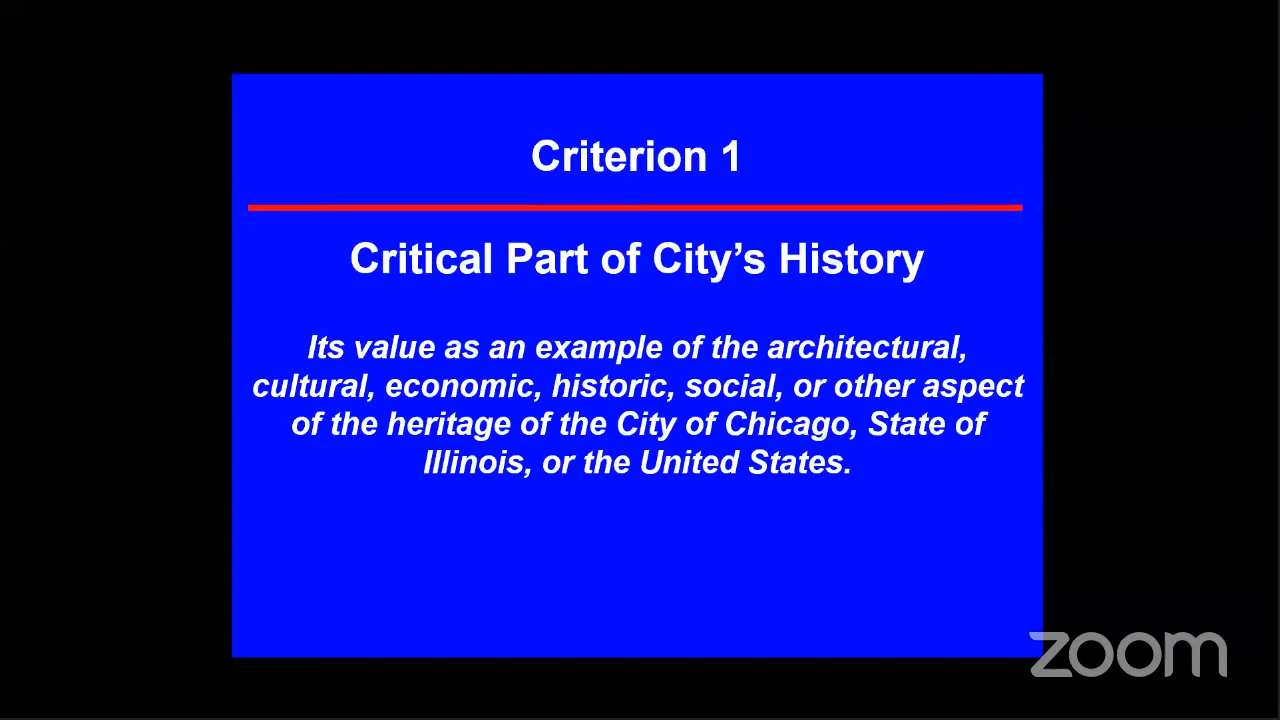 Criterion 1
Critical Part of City’s History
Its value as an example of the architectural,
cultural, economic, historic, social, or other aspect
of the heritage of the City of Chicago, State of
Illinois, or the United States.
zoom